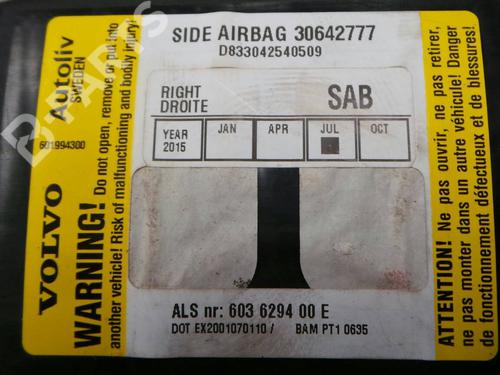 SIDE AIRBAG 30642777
D833042540509
RIGHT
DROITE
SAB
YEAR
2015
JAN
APR
JUL
OCT
ALS nr: 603 6294 00 E
DOT EX2001070110 / BAM PT1 0635
Autoliv
SWEDEN
601994300
VOLVO
WARNING! Do not open, remove or put into
another vehicle! Risk of malfunctioning and bodily injury!
ATTENTION! Ne pas ouvrir, ne pas retirer,
ne pas monter dans un autre véhicule! Danger
de fonctionnement défectueux et de blessures!
B-PARTS